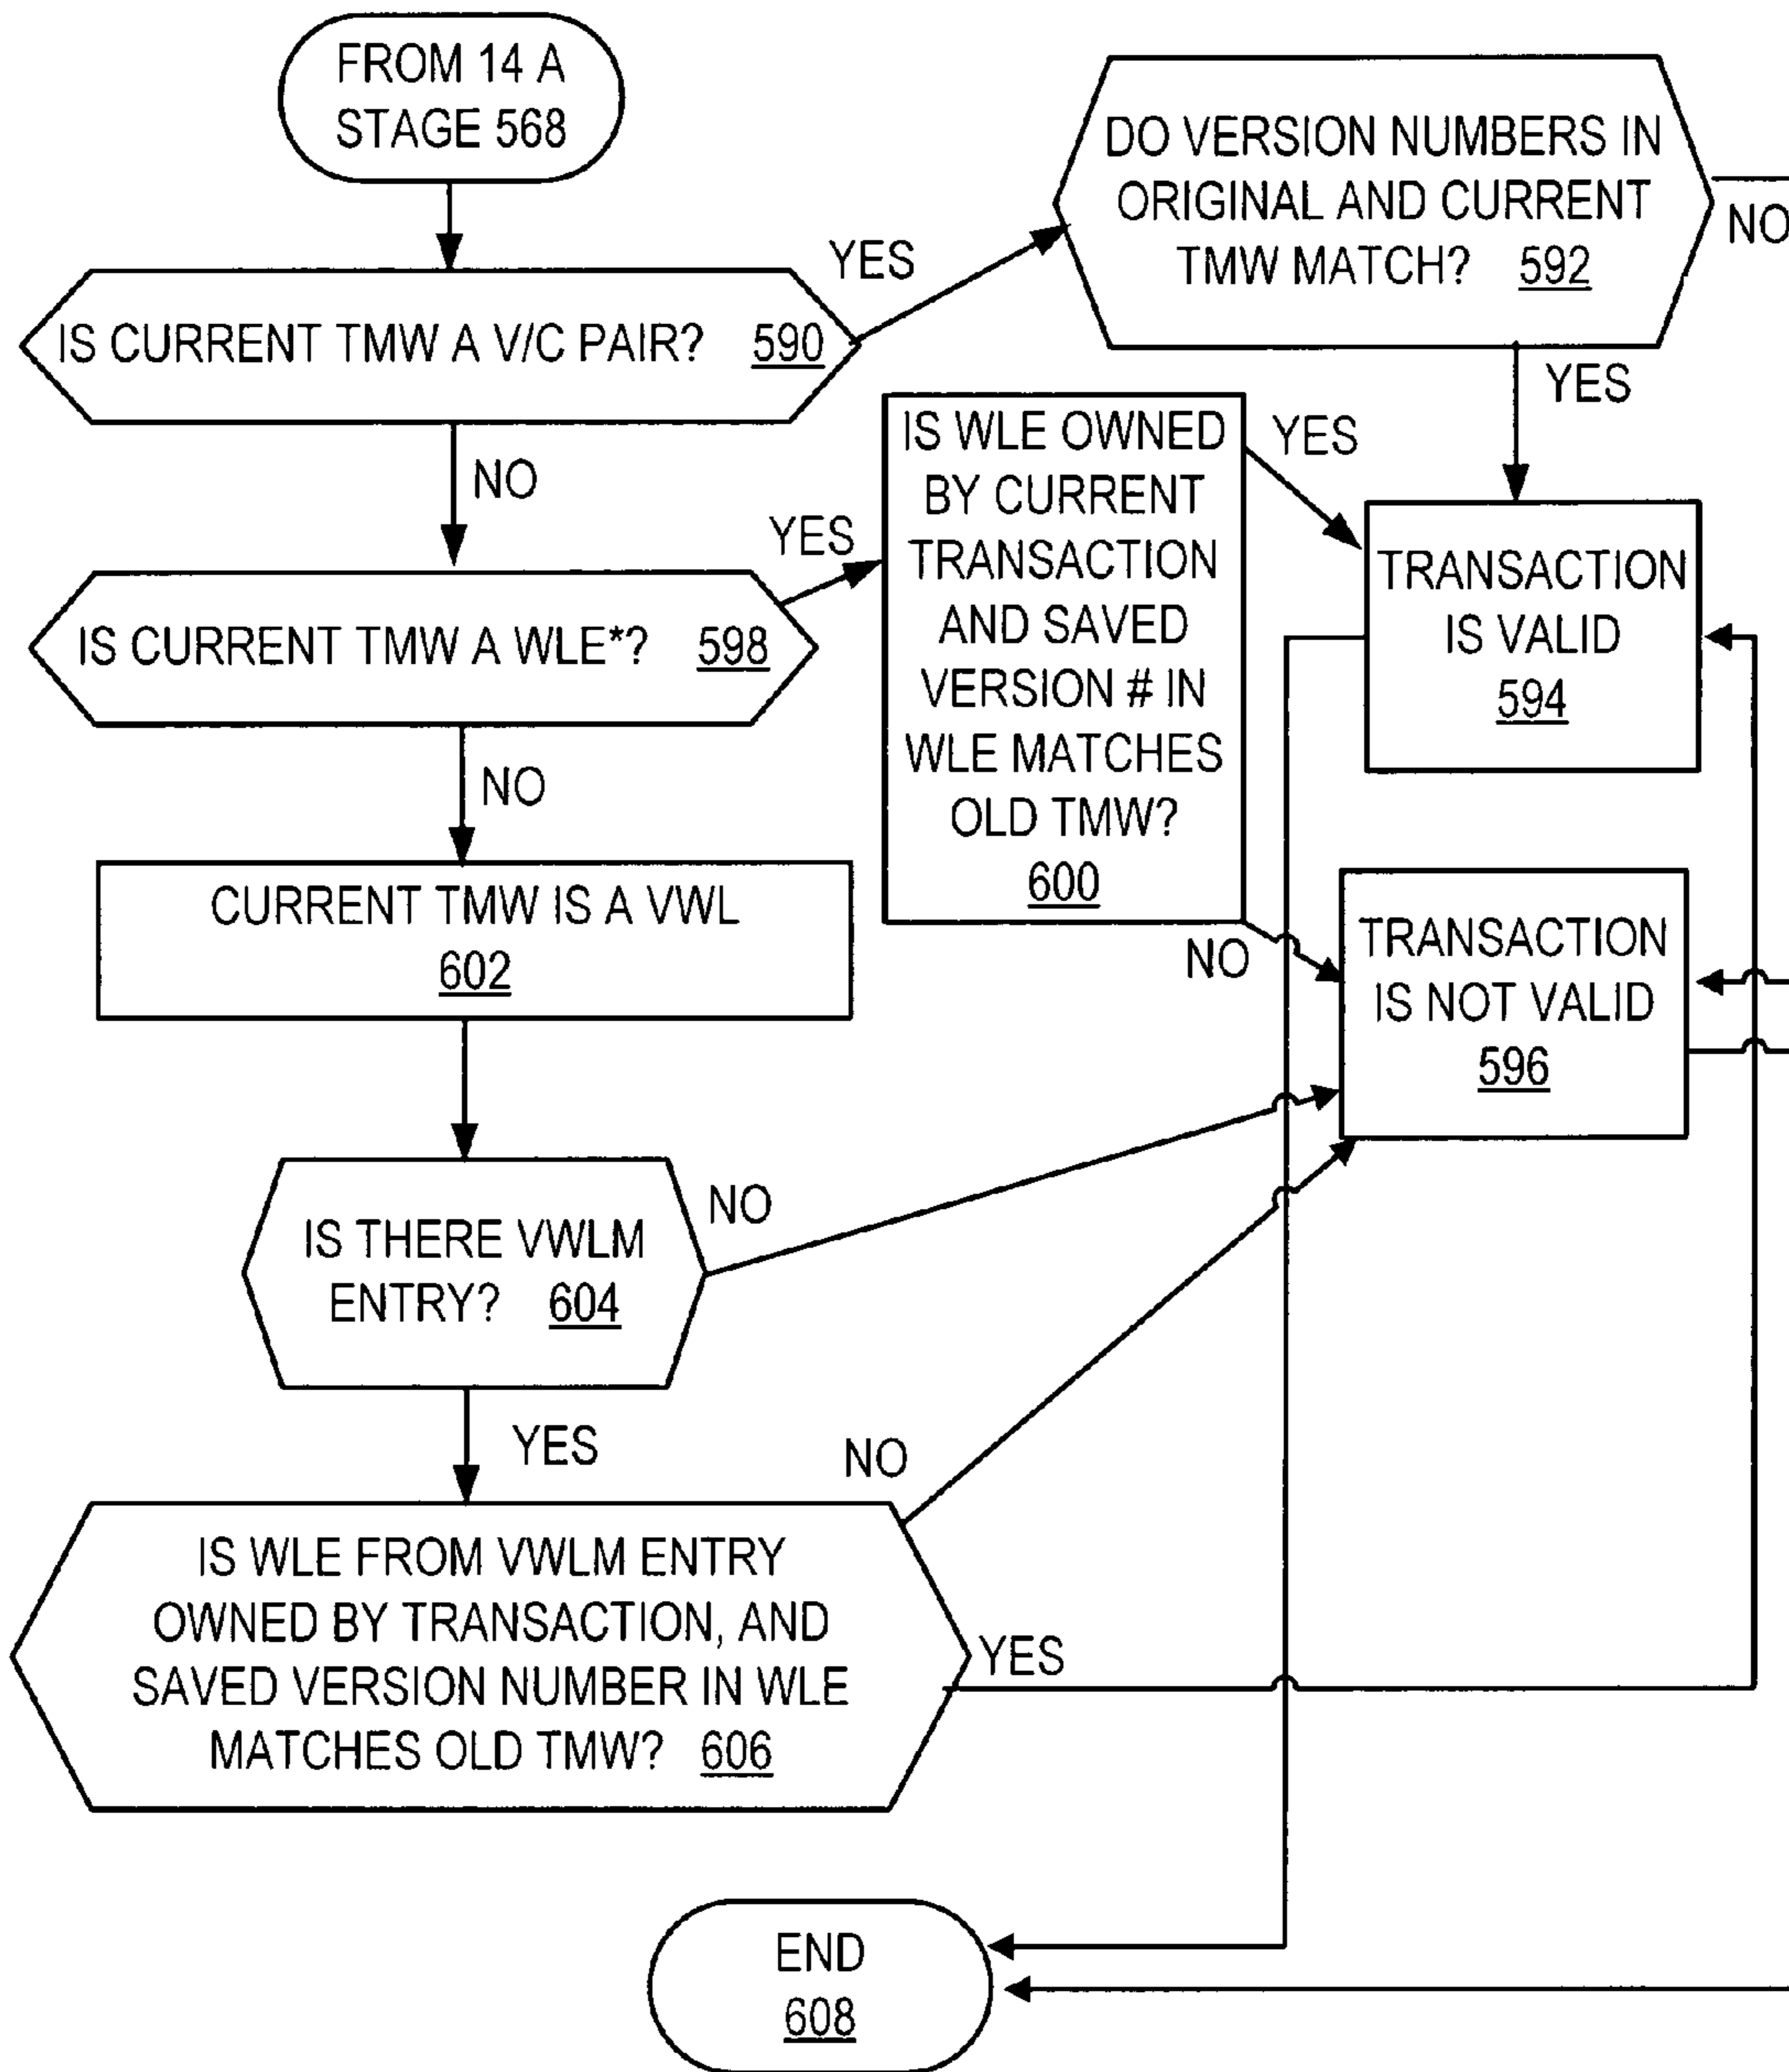 FROM 14 A
STAGE 568
IS CURRENT TMW A V/C PAIR? 590
YES
DO VERSION NUMBERS IN
ORIGINAL AND CURRENT
TMW MATCH? 592
NO
YES
NO
IS CURRENT TMW A WLE*? 598
YES
IS WLE OWNED
BY CURRENT
TRANSACTION
AND SAVED
VERSION # IN
WLE MATCHES
OLD TMW?
600
YES
NO
TRANSACTION
IS VALID
594
TRANSACTION
IS NOT VALID
596
NO
CURRENT TMW IS A VWL
602
IS THERE VWLM
ENTRY? 604
NO
YES
IS WLE FROM VWLM ENTRY
OWNED BY TRANSACTION, AND
SAVED VERSION NUMBER IN WLE
MATCHES OLD TMW? 606
NO
YES
END
608